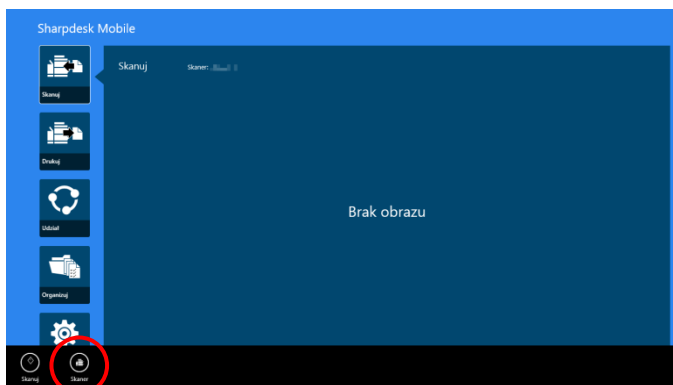 Sharpdesk Mobile
Skanuj
Skanuj
Skaner:
Drukuj
Udział
Brak obrazu
Organizuj
Skanuj
Skaner